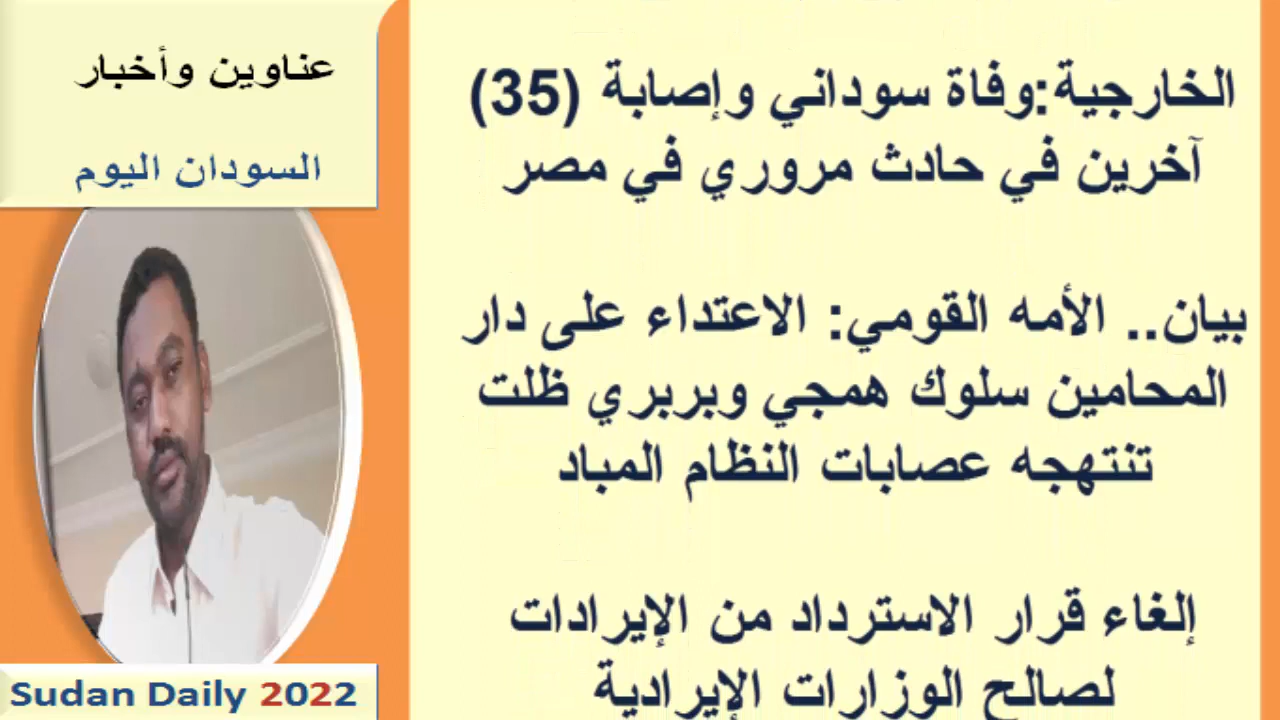 عناوين وأخبار
السودان اليوم
الخارجية:وفاة سوداني وإصابة (35)
آخرين في حادث مروري في مصر
بيان.. الأمه القومي: الاعتداء على دار
المحامين سلوك همجي وبربري ظلت
تنتهجه عصابات النظام المباد
إلغاء قرار الاسترداد من الإيرادات
لصالح الوزارات الإيرادية
Sudan Daily 2022